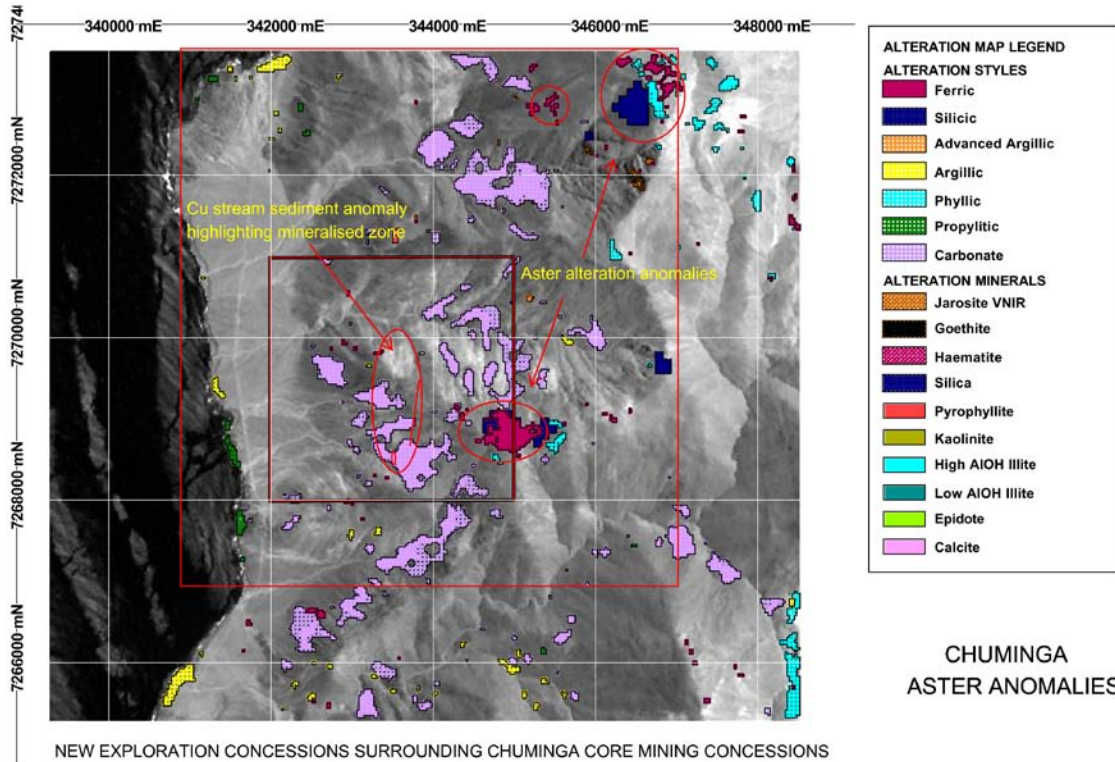 340000 mE 342000 mE 344000 mE 346000 mE 348000 mE
7274
7272000 -mN
7270000 -mN
7268000 -mN
7266000 -mN
Cu stream sediment anomaly
highlighting mineralised zone
Aster alteration anomalies
ALTERATION MAP LEGEND
ALTERATION STYLES
Ferric
Silicic
Advanced Argillic
Argillic
Phyllic
Propylitic
Carbonate
ALTERATION MINERALS
Jarosite VNIR
Goethite
Haematite
Silica
Pyrophyllite
Kaolinite
High AlOH Illite
Low AlOH Illite
Epidote
Calcite
CHUMINGA
ASTER ANOMALIES
NEW EXPLORATION CONCESSIONS SURROUNDING CHUMINGA CORE MINING CONCESSIONS